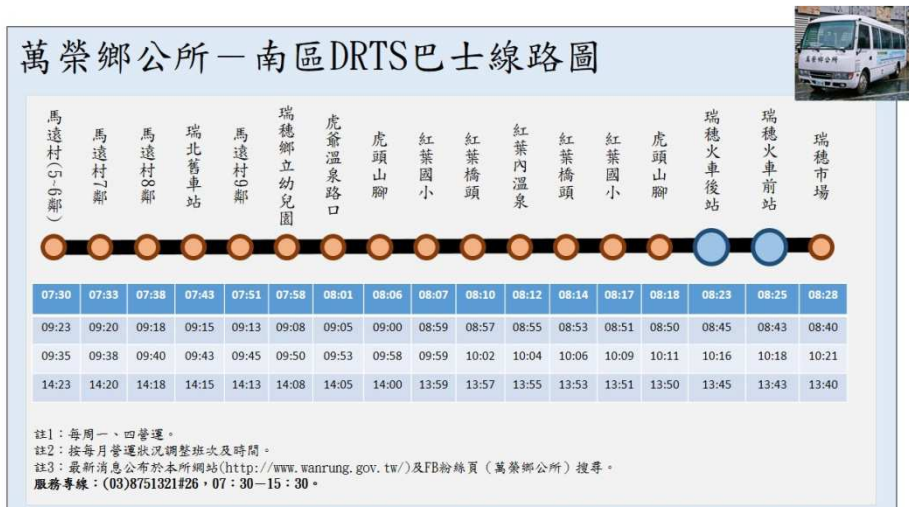 萬榮鄉公所－南區DRTS巴士線路圖
萬榮鄉公所
馬遠村(5~6鄰)
馬遠村7鄰
馬遠村8鄰
瑞北舊車站
馬遠村9鄰
瑞穗鄉立幼兒園
虎爺溫泉路口
虎頭山腳
紅葉國小
紅葉橋頭
紅葉內溫泉
紅葉橋頭
紅葉國小
虎頭山腳
瑞穗火車後站
瑞穗火車前站
瑞穗市場
07:30 07:33 07:38 07:43 07:51 07:58 08:01 08:06 08:07 08:10 08:12 08:14 08:17 08:18 08:23 08:25 08:28
09:23 09:20 09:18 09:15 09:13 09:08 09:05 09:00 08:59 08:57 08:55 08:53 08:51 08:50 08:45 08:43 08:40
09:35 09:38 09:40 09:43 09:45 09:50 09:53 09:58 09:59 10:02 10:04 10:06 10:09 10:11 10:16 10:18 10:21
14:23 14:20 14:18 14:15 14:13 14:08 14:05 14:00 13:59 13:57 13:55 13:53 13:51 13:50 13:45 13:43 13:40
註1：每周一、四營運。
註2：按每月營運狀況調整班次及時間。
註3：最新消息公布於本所網站(http://www.wanrung.gov.tw/)及FB粉絲頁（萬榮鄉公所）搜尋。
服務專線：(03)8751321#26，07：30－15：30。